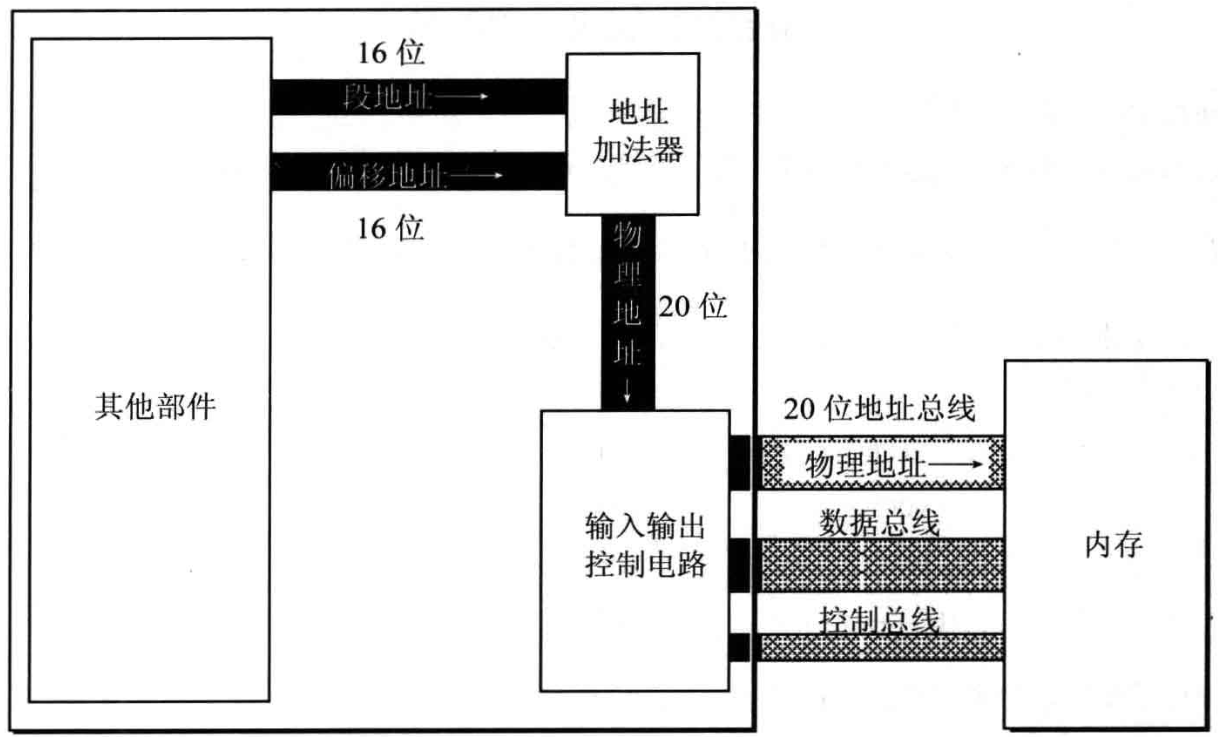 16 位
段地址
地址
加法器
偏移地址
16 位
物理地址
20 位
其他部件
20 位地址总线
物理地址
数据总线
输入输出
控制电路
内存
控制总线